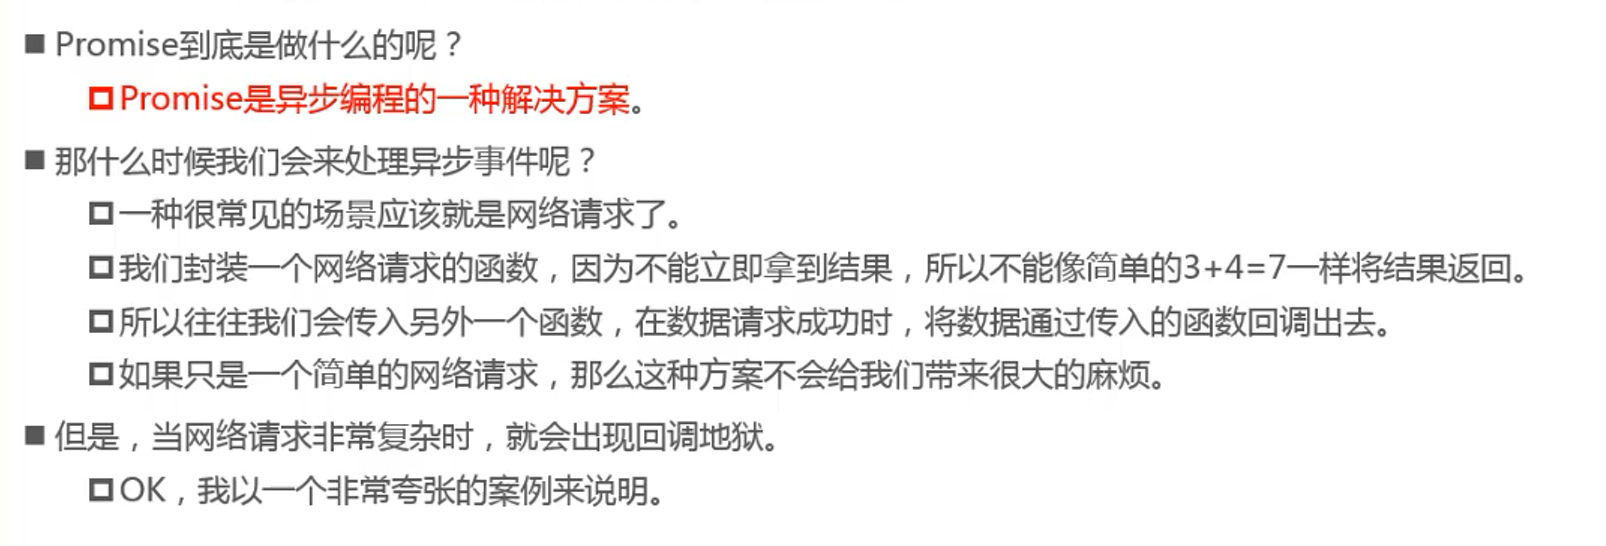 ■ Promise到底是做什么的呢？
□ Promise是异步编程的一种解决方案。
■ 那什么时候我们会来处理异步事件呢？
□ 一种很常见的场景应该就是网络请求了。
□ 我们封装一个网络请求的函数，因为不能立即拿到结果，所以不能像简单的3+4=7一样将结果返回。
□ 所以往往我们会传入另外一个函数，在数据请求成功时，将数据通过传入的函数回调出去。
□ 如果只是一个简单的网络请求，那么这种方案不会给我们带来很大的麻烦。
■ 但是，当网络请求非常复杂时，就会出现回调地狱。
□ OK，我以一个非常夸张的案例来说明。